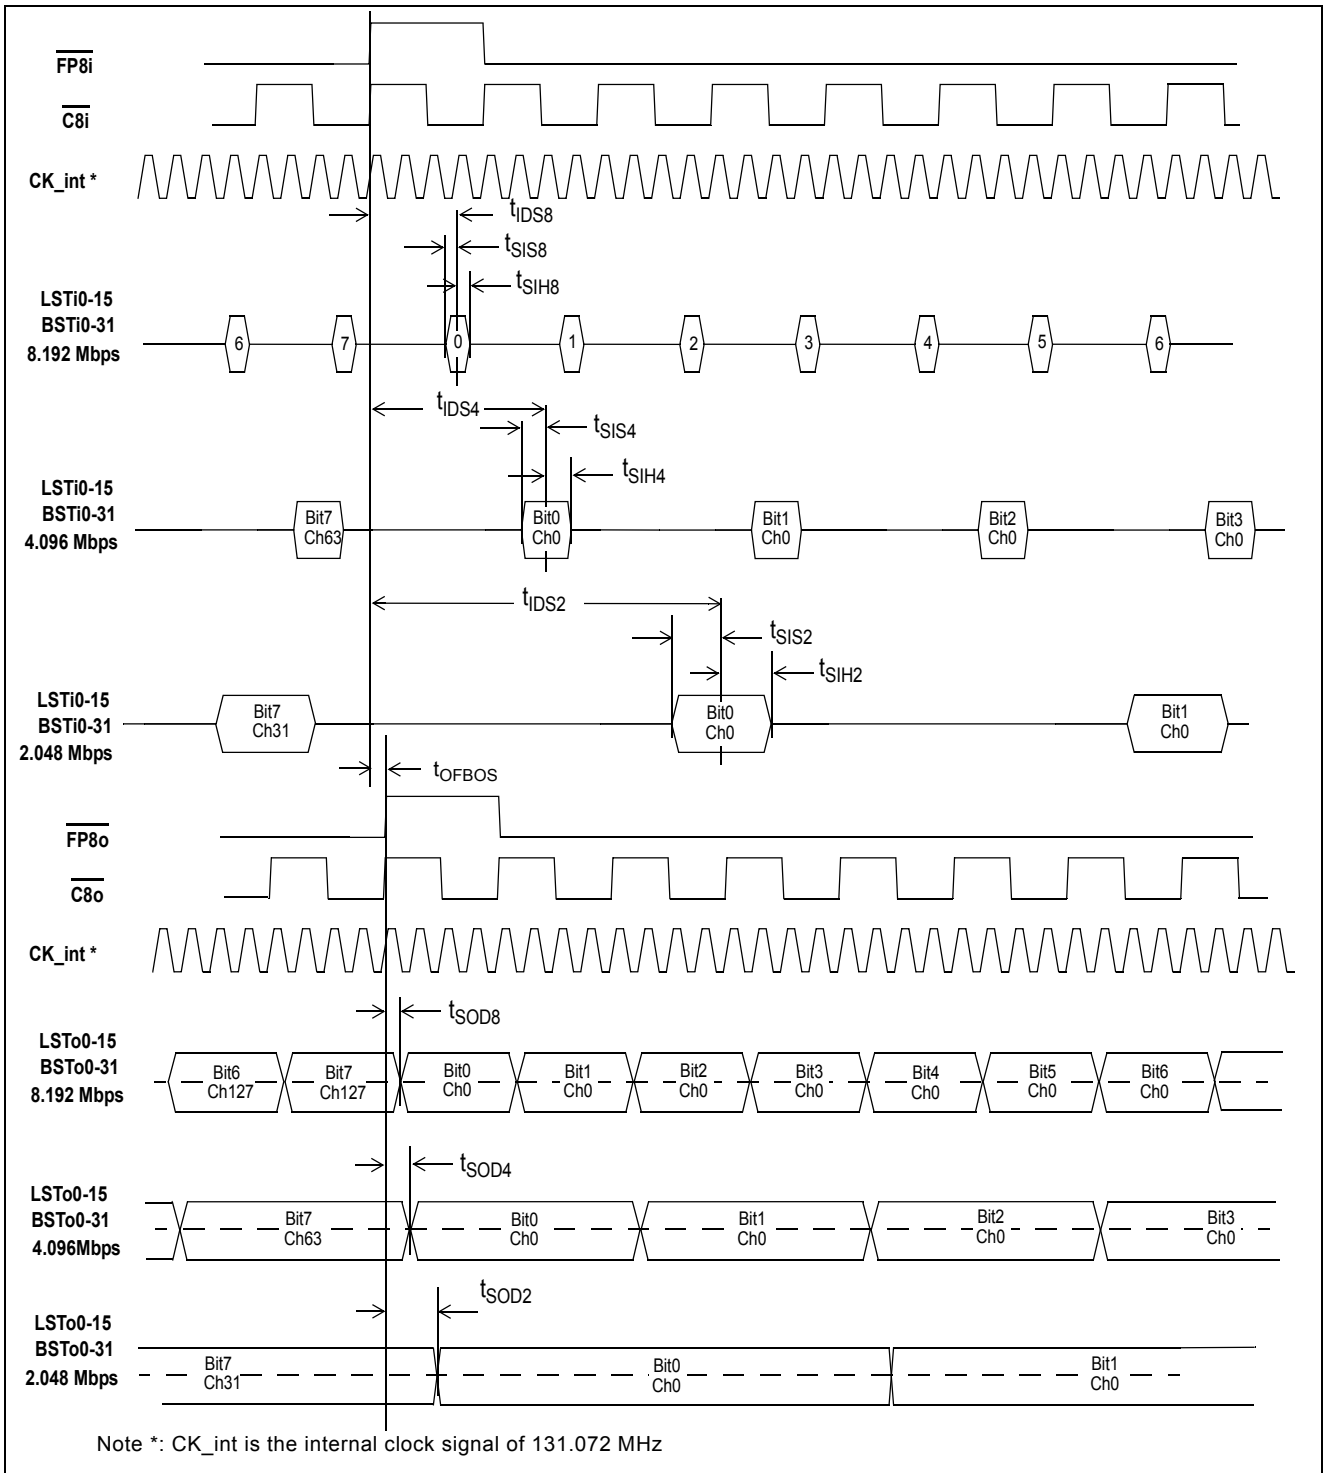 FP8i
C8i
CK_int *
tIDS8
tSIS8
tSIH8
LSTi0-15
BSTi0-31
8.192 Mbps
6 7 0 1 2 3 4 5 6
tIDS4
tSIS4
tSIH4
LSTi0-15
BSTi0-31
4.096 Mbps
Bit7 Bit0 Bit1 Bit2 Bit3
Ch63 Ch0 Ch0 Ch0 Ch0
tIDS2
tSIS2
tSIH2
LSTi0-15
BSTi0-31
2.048 Mbps
Bit7 Bit0 Bit1
Ch31 Ch0 Ch0
tOFBOS
FP8o
C8o
CK_int *
tSOD8
LSTo0-15
BSTo0-31
8.192 Mbps
Bit6 Bit7 Bit0 Bit1 Bit2 Bit3 Bit4 Bit5 Bit6
Ch127 Ch127 Ch0 Ch0 Ch0 Ch0 Ch0 Ch0 Ch0
tSOD4
LSTo0-15
BSTo0-31
4.096Mbps
Bit7 Bit0 Bit1 Bit2 Bit3
Ch63 Ch0 Ch0 Ch0 Ch0
tSOD2
LSTo0-15
BSTo0-31
2.048 Mbps
Bit7 Bit0 Bit1
Ch31 Ch0 Ch0
Note *: CK_int is the internal clock signal of 131.072 MHz